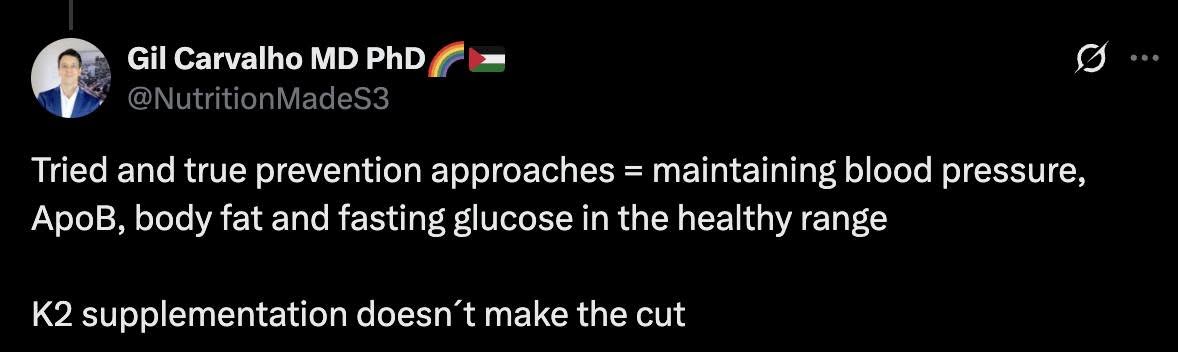 Gil Carvalho MD PhD🌈🇵🇸
@NutritionMadeS3
Tried and true prevention approaches = maintaining blood pressure,
ApoB, body fat and fasting glucose in the healthy range
K2 supplementation doesn´t make the cut